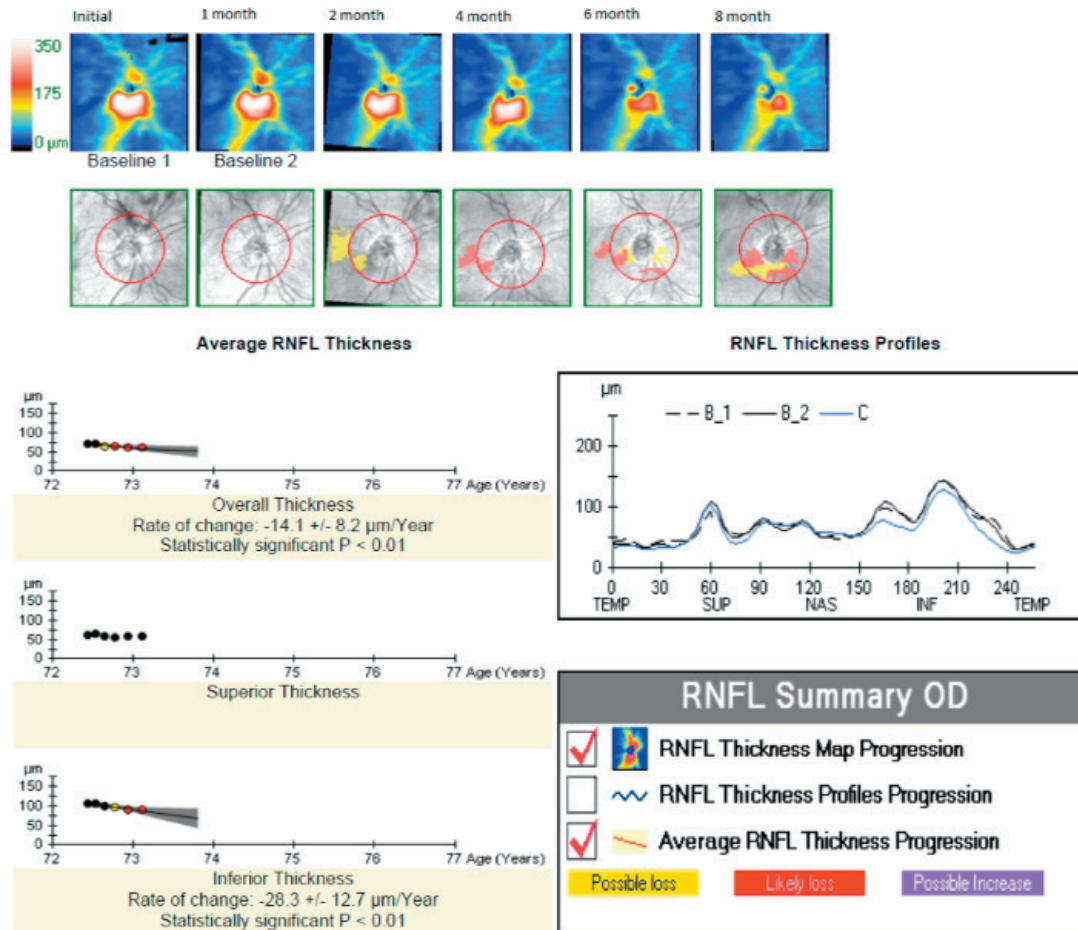 Initial 1 month 2 month 4 month 6 month 8 month
350
175
0 µm
Baseline 1 Baseline 2
Average RNFL Thickness
µm
150
100
50
0
72 73 74 75 76 77 Age (Years)
Overall Thickness
Rate of change: -14.1 +/- 8.2 µm/Year
Statistically significant P < 0.01
µm
150
100
50
0
72 73 74 75 76 77 Age (Years)
Superior Thickness
µm
150
100
50
0
72 73 74 75 76 77 Age (Years)
Inferior Thickness
Rate of change: -28.3 +/- 12.7 µm/Year
Statistically significant P < 0.01
RNFL Thickness Profiles
µm
B_1 B_2 C
200
100
0
0 30 60 90 120 150 180 210 240
TEMP SUP NAS INF TEMP
RNFL Summary OD
RNFL Thickness Map Progression
RNFL Thickness Profiles Progression
Average RNFL Thickness Progression
Possible loss Likely loss Possible Increase